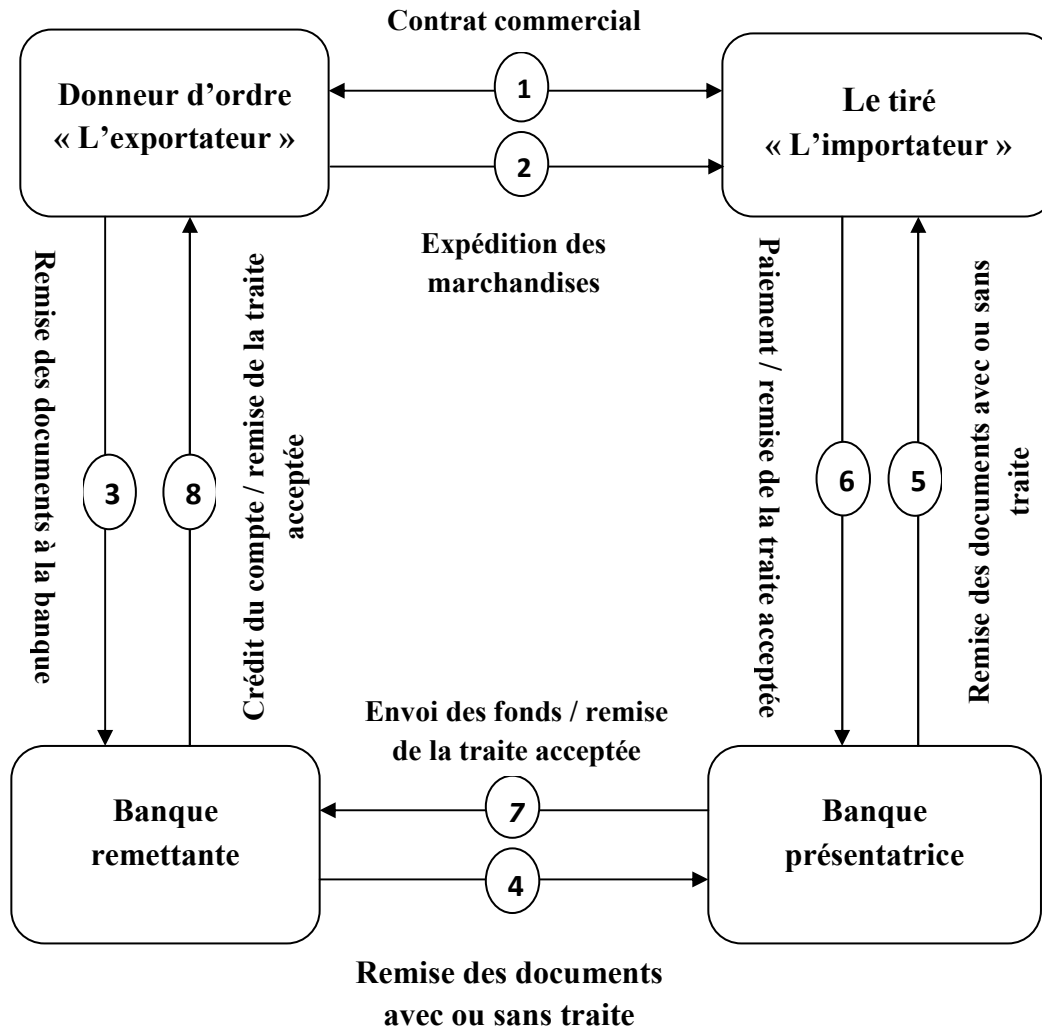 Contrat commercial
Donneur d'ordre
« L'exportateur »
1
Le tiré
« L'importateur »
2
Expédition des
marchandises
Remise des documents à la banque
3
8
Crédit du compte / remise de la traite
acceptée
Paiement / remise de la traite acceptée
6
5
Remise des documents avec ou sans
traite
Envoi des fonds / remise
de la traite acceptée
Banque
remettante
7
4
Banque
présentatrice
Remise des documents
avec ou sans traite